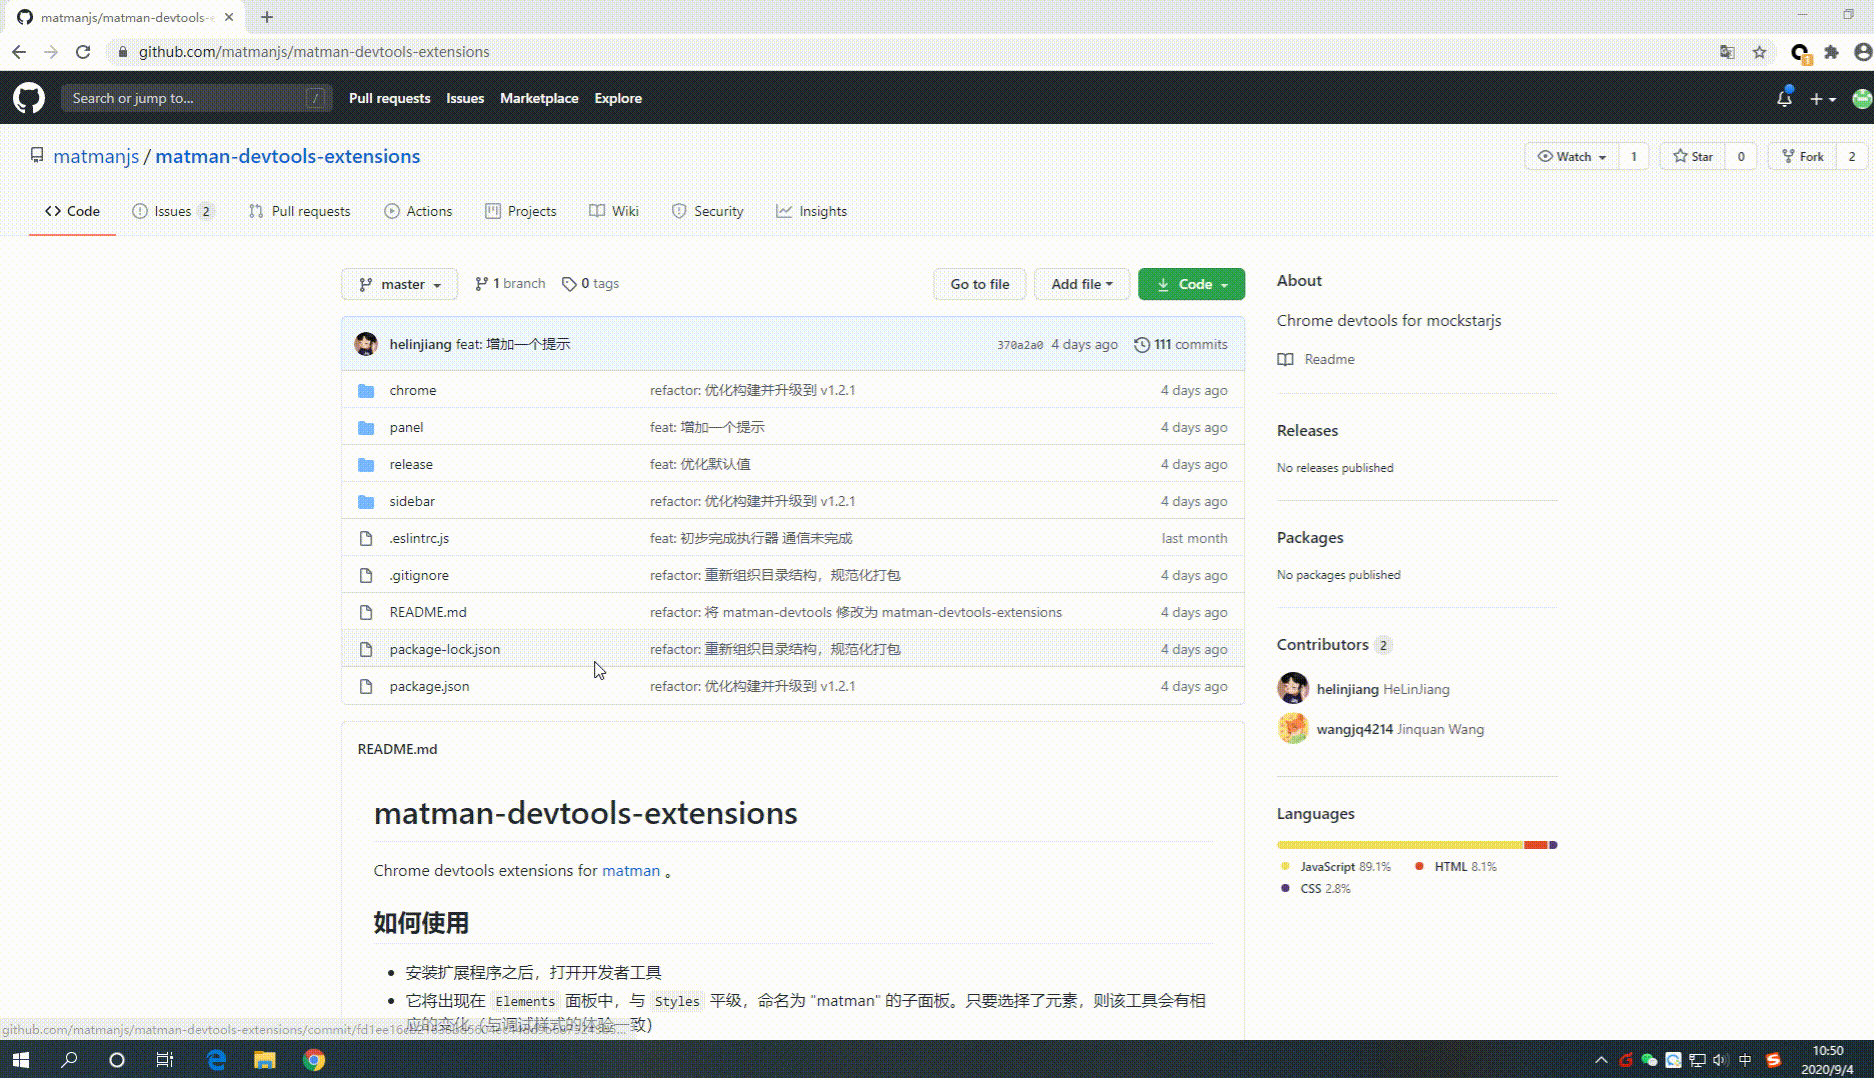 matmanjs/matman-devtools-e
github.com/matmanjs/matman-devtools-extensions
1
Search or jump to...
/
Pull requests Issues Marketplace Explore
matmanjs / matman-devtools-extensions
Watch 1 Star 0 Fork 2
Code Issues 2 Pull requests Actions Projects Wiki Security Insights
master 1 branch 0 tags Go to file Add file Code
helinjiang feat: 增加一个提示 370a2a0 4 days ago 111 commits
chrome refactor: 优化构建并升级到 v1.2.1 4 days ago
panel feat: 增加一个提示 4 days ago
release feat: 优化默认值 4 days ago
sidebar refactor: 优化构建并升级到 v1.2.1 4 days ago
.eslintrc.js feat: 初步完成执行器 通信未完成 last month
.gitignore refactor: 重新组织目录结构，规范化打包 4 days ago
README.md refactor: 将 matman-devtools 修改为 matman-devtools-extensions 4 days ago
package-lock.json refactor: 重新组织目录结构，规范化打包 4 days ago
package.json refactor: 优化构建并升级到 v1.2.1 4 days ago
README.md
matman-devtools-extensions
Chrome devtools extensions for matman 。
如何使用
安装扩展程序之后，打开开发者工具
它将出现在 Elements 面板中，与 Styles 平级，命名为 "matman" 的子面板。只要选择了元素，则该工具会有相
应的变化（与调试样式的体验一致）
About
Chrome devtools for mockstarjs
Readme
Releases
No releases published
Packages
No packages published
Contributors 2
helinjiang HeLinJiang
wangjq4214 Jinquan Wang
Languages
JavaScript 89.1% HTML 8.1%
CSS 2.8%
中
10:50
2020/9/4